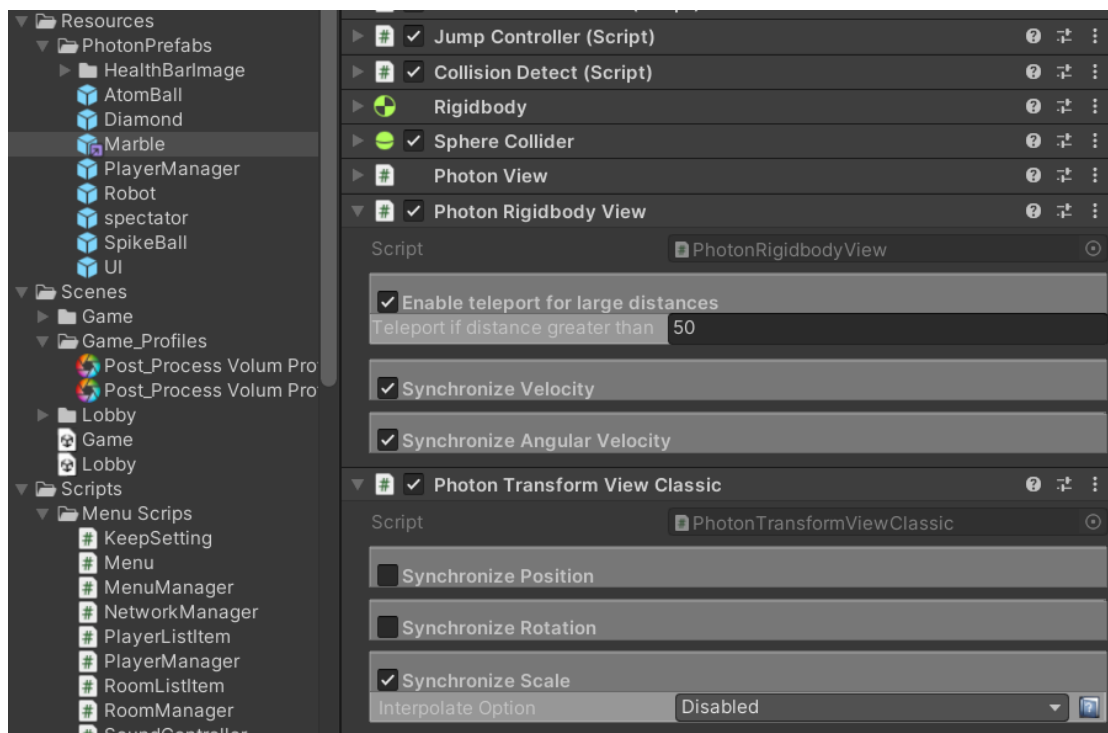 Resources
PhotonPrefabs
HealthBarImage
AtomBall
Diamond
Marble
PlayerManager
Robot
spectator
SpikeBall
UI
Scenes
Game
Game_Profiles
Post_Process Volum Pro
Post_Process Volum Pro
Lobby
Game
Lobby
Scripts
Menu Scrips
KeepSetting
Menu
MenuManager
NetworkManager
PlayerListItem
PlayerManager
RoomListItem
RoomManager
SoundController
Jump Controller (Script)
Collision Detect (Script)
Rigidbody
Sphere Collider
Photon View
Photon Rigidbody View
Script PhotonRigidbodyView
Enable teleport for large distances
Teleport if distance greater than 50
Synchronize Velocity
Synchronize Angular Velocity
Photon Transform View Classic
Script PhotonTransformViewClassic
Synchronize Position
Synchronize Rotation
Synchronize Scale
Interpolate Option Disabled